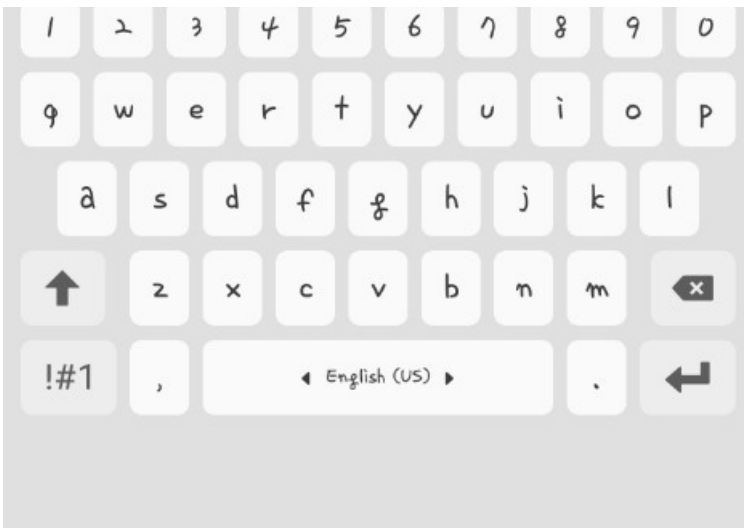 1 2 3 4 5 6 7 8 9 0
q w e r t y u i o p
a s d f g h j k l
z x c v b n m
!#1 , English (US) .